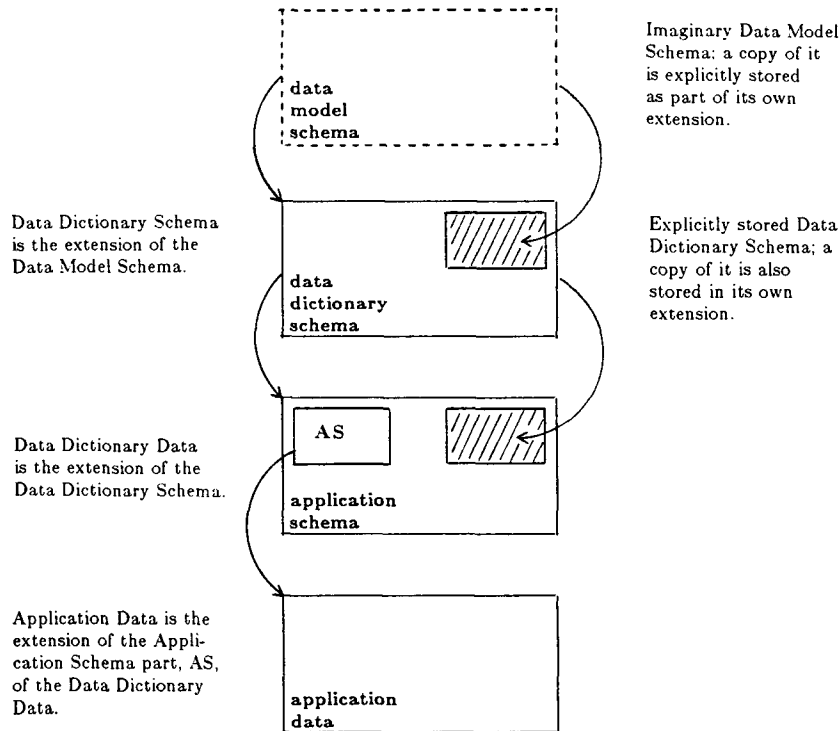 Imaginary Data Model
Schema; a copy of it
is explicitly stored
as part of its own
extension.
data
model
schema
Data Dictionary Schema
is the extension of the
Data Model Schema.
Explicitly stored Data
Dictionary Schema; a
copy of it is also
stored in its own
extension.
data
dictionary
schema
AS
Data Dictionary Data
is the extension of the
Data Dictionary Schema.
application
schema
Application Data is the
extension of the Appli-
cation Schema part, AS,
of the Data Dictionary
Data.
application
data